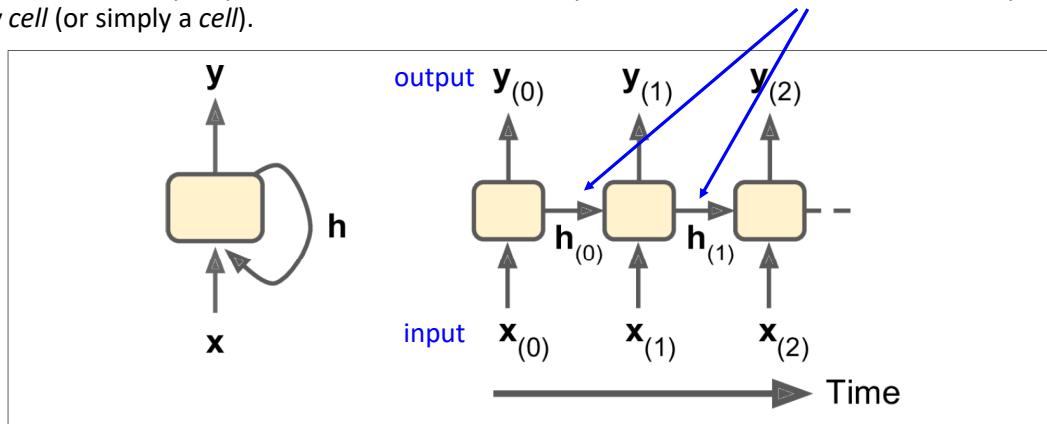 cell (or simply a cell).
y output y(0) y(1) y(2)
h h(0) h(1)
x input x(0) x(1) x(2)
Time